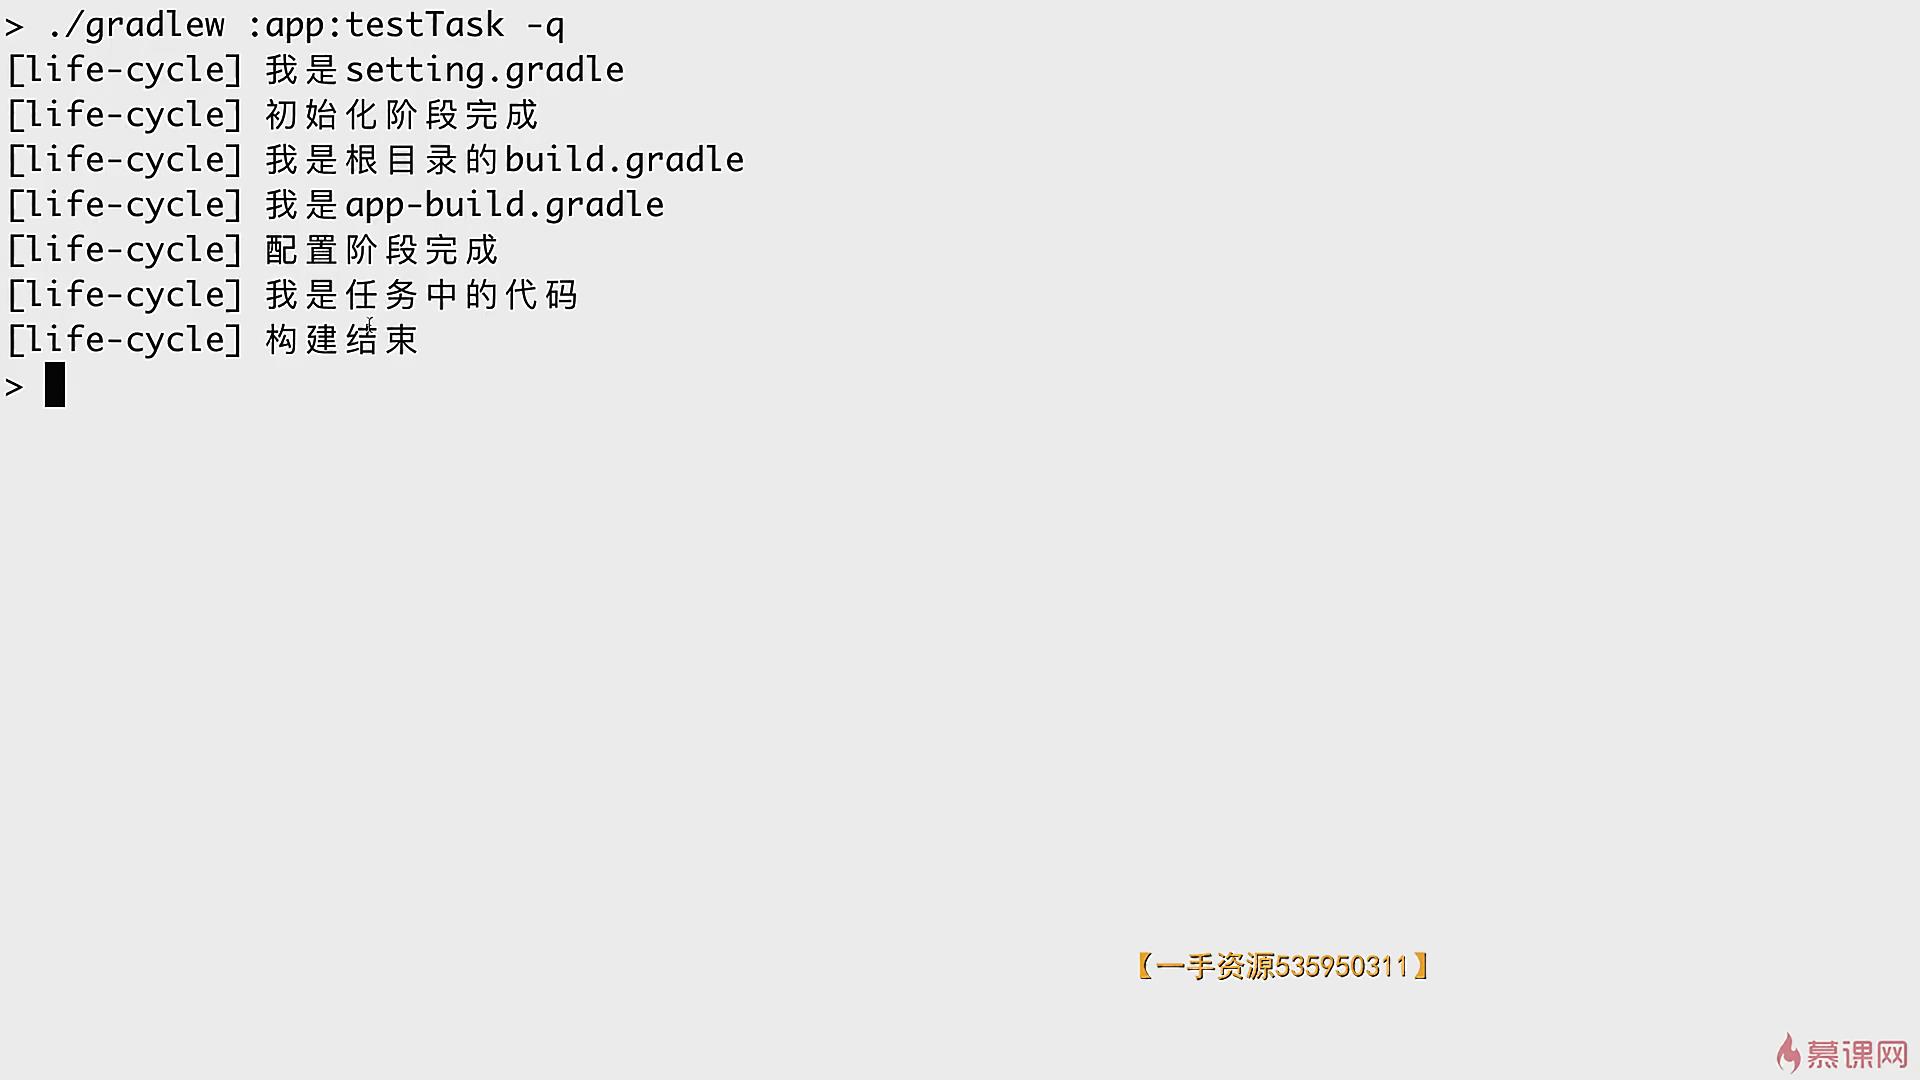 > ./gradlew :app:testTask -q
[life-cycle] 我是setting.gradle
[life-cycle] 初始化阶段完成
[life-cycle] 我是根目录的build.gradle
[life-cycle] 我是app-build.gradle
[life-cycle] 配置阶段完成
[life-cycle] 我是任务中的代码
[life-cycle] 构建结束
>
【一手资源535950311】
慕课网